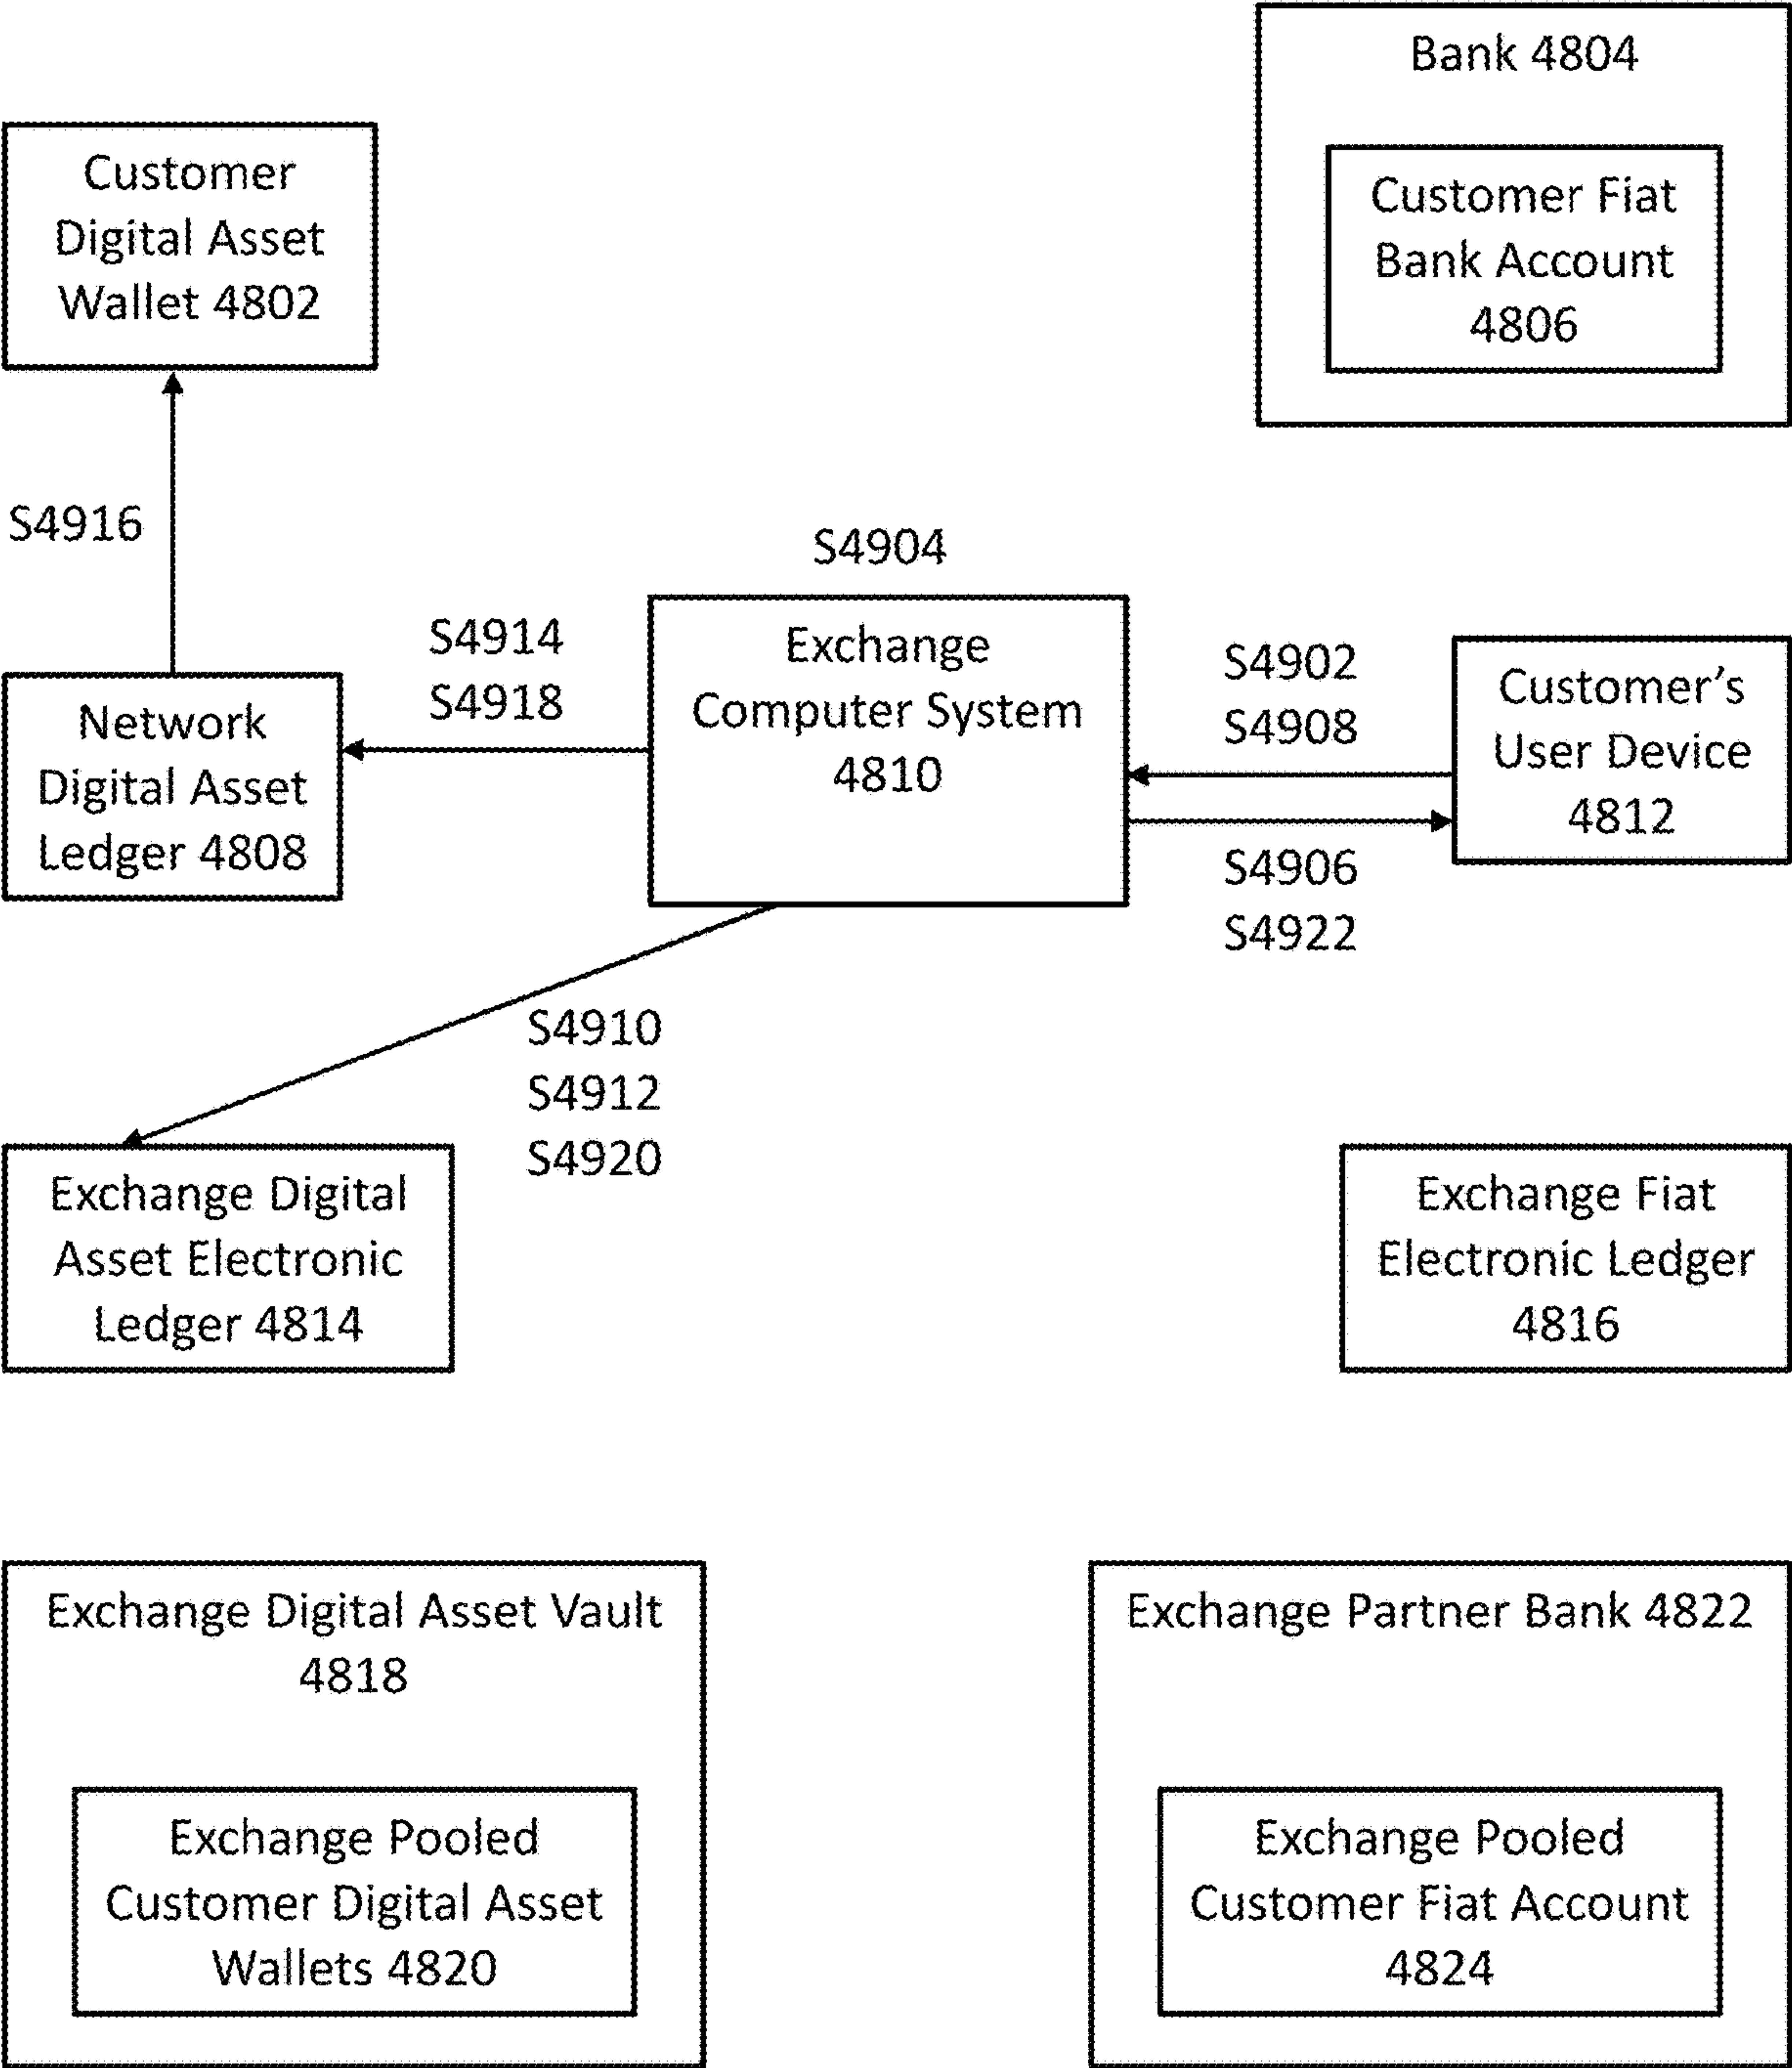 Bank 4804
Customer Fiat
Bank Account
4806
Customer
Digital Asset
Wallet 4802
S4916
S4904
S4914
S4918
Exchange
Computer System
4810
S4902
S4908
Customer's
User Device
4812
Network
Digital Asset
Ledger 4808
S4906
S4922
S4910
S4912
S4920
Exchange Digital
Asset Electronic
Ledger 4814
Exchange Fiat
Electronic Ledger
4816
Exchange Digital Asset Vault
4818
Exchange Pooled
Customer Digital Asset
Wallets 4820
Exchange Partner Bank 4822
Exchange Pooled
Customer Fiat Account
4824